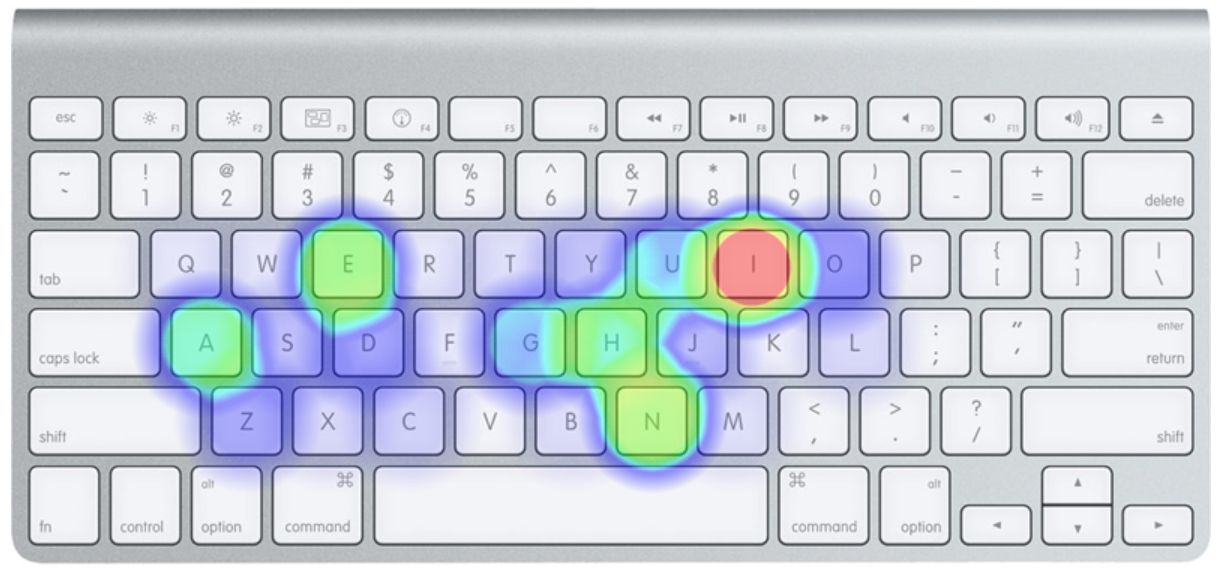 esc F1 F2 F3 F4 F5 F6 F7 F8 F9 F10 F11 F12
~ ! @ # $ % ^ & * ( ) – +
` 1 2 3 4 5 6 7 8 9 0 - = delete
tab Q W E R T Y U I O P { [ } ] | \
caps lock A S D F G H J K L : ; " ' enter return
shift Z X C V B N M < , > . ? / shift
fn control alt option ⌘ command ⌘ command alt option